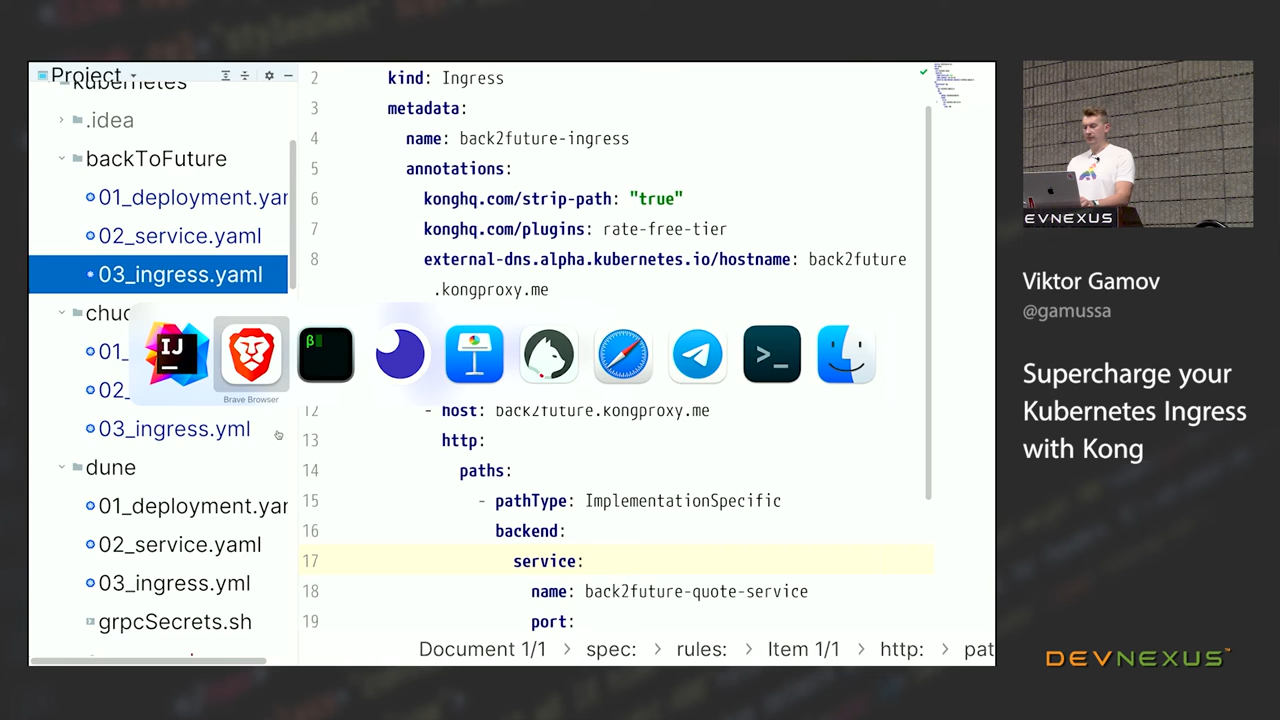 Project
kubernetes
.idea
backToFuture
01_deployment.yar
02_service.yaml
03_ingress.yaml
chuc
01_
02_
03_ingress.yml
dune
01_deployment.yar
02_service.yaml
03_ingress.yml
grpcSecrets.sh
2 kind: Ingress
3 metadata:
4 name: back2future-ingress
5 annotations:
6 konghq.com/strip-path: "true"
7 konghq.com/plugins: rate-free-tier
8 external-dns.alpha.kubernetes.io/hostname: back2future
.kongproxy.me
IJ
β
>_
Brave Browser
12 - host: back2future.kongproxy.me
13 http:
14 paths:
15 - pathType: ImplementationSpecific
16 backend:
17 service:
18 name: back2future-quote-service
19 port:
Document 1/1 > spec: > rules: > Item 1/1 > http: > pat
EVNEXUS
Viktor Gamov
@gamussa
Supercharge your
Kubernetes Ingress
with Kong
DEVNEXUS™